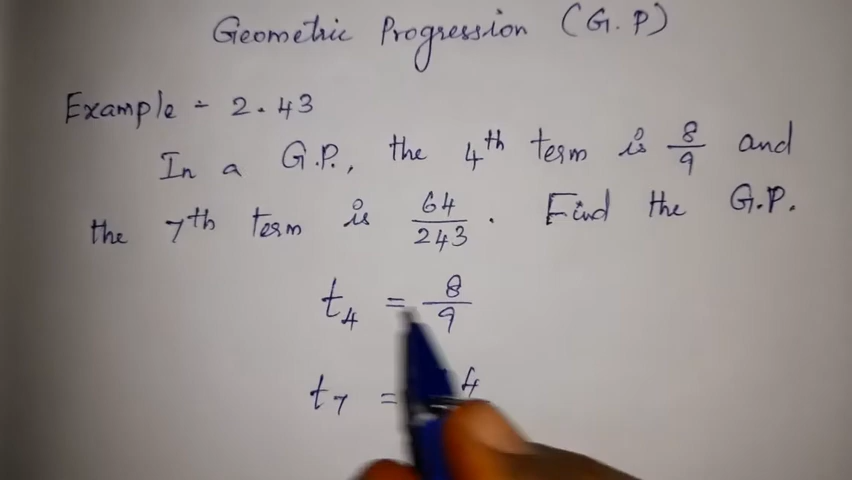 Geometric Progression (G.P)
Example - 2.43
In a G.P., the 4th term is 8/9 and
the 7th term is 64/243. Find the G.P.
t4 = 8/9
t7 = 4